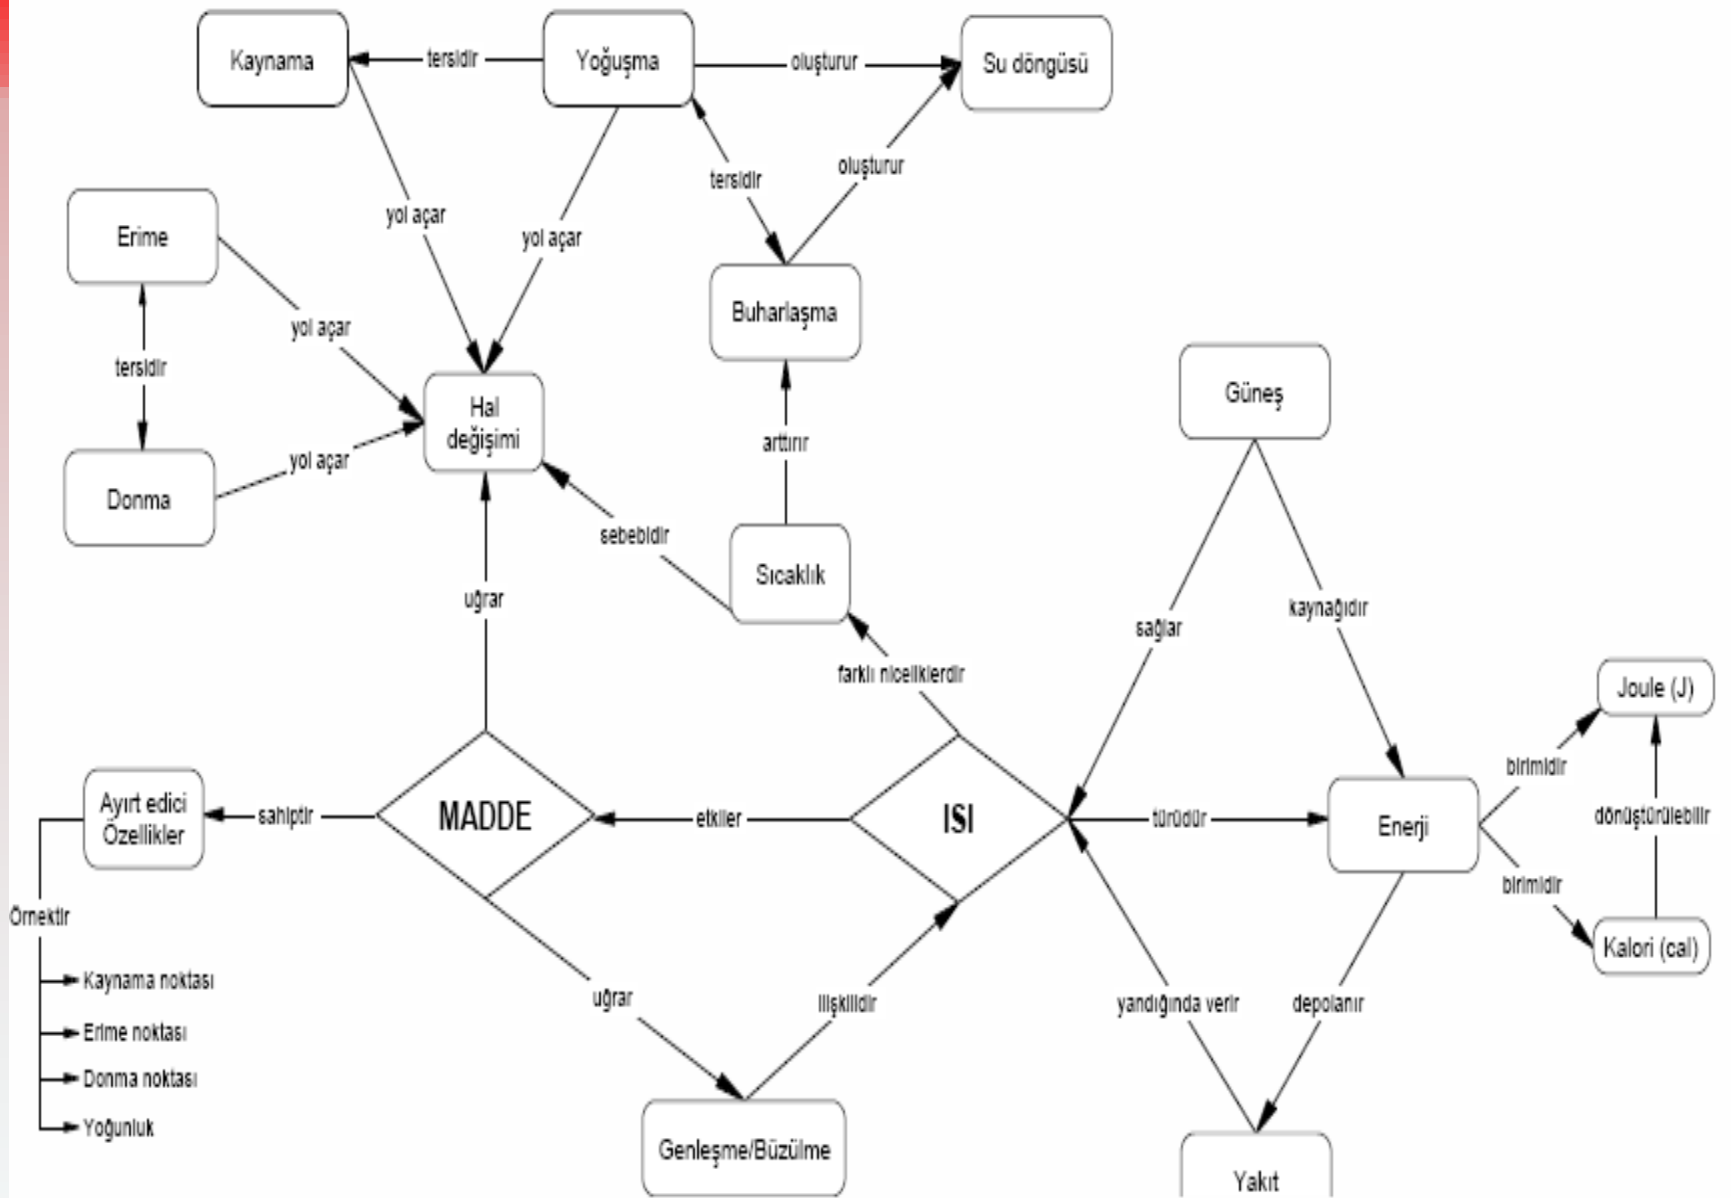 Kaynama
tersidir
Yoğuşma
oluşturur
Su döngüsü
oluşturur
tersidir
yol açar
yol açar
Erime
yol açar
Buharlaşma
tersidir
Güneş
Hal
değişimi
arttırır
yol açar
Donma
sebebidir
Sıcaklık
uğrar
kaynağıdır
sağlar
farklı niceliklerdir
Joule (J)
birimidir
Ayırt edici
Özellikler
sahiptir
MADDE
etkiler
ISI
türüdür
Enerji
dönüştürülebilir
birimidir
Örnektir
Kalori (cal)
Kaynama noktası
uğrar
ilişkilidir
yandığında verir
depolanır
Erime noktası
Donma noktası
Yoğunluk
Genleşme/Büzülme
Yakıt